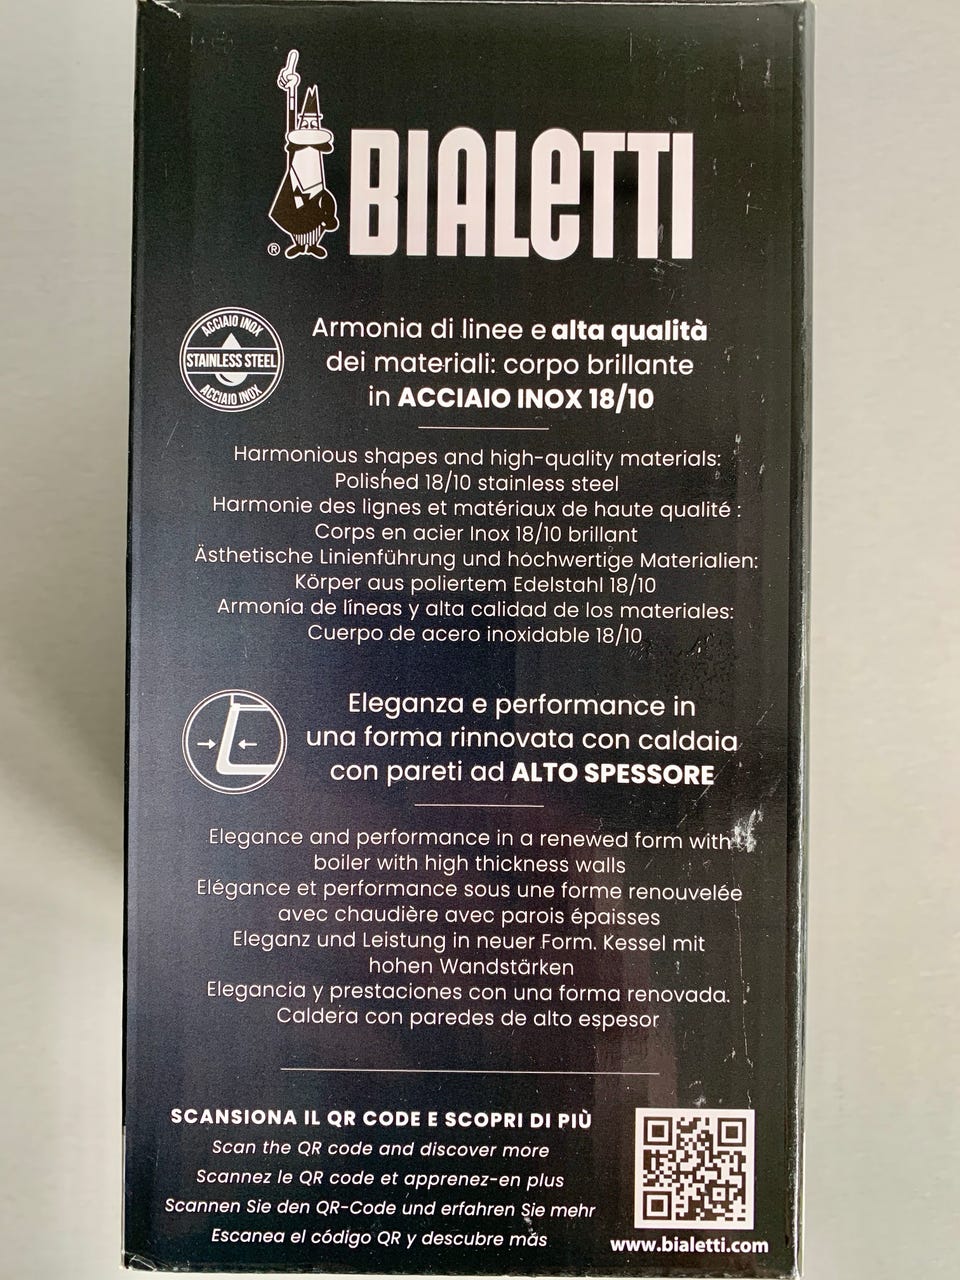 BIALETTI
®
ACCIAIO INOX
STAINLESS STEEL
ACCIAIO INOX
Armonia di linee e alta qualità
dei materiali: corpo brillante
in ACCIAIO INOX 18/10
Harmonious shapes and high-quality materials:
Polished 18/10 stainless steel
Harmonie des lignes et matériaux de haute qualité :
Corps en acier Inox 18/10 brillant
Ästhetische Linienführung und hochwertige Materialien:
Körper aus poliertem Edelstahl 18/10
Armonía de líneas y alta calidad de los materiales:
Cuerpo de acero inoxidable 18/10
Eleganza e performance in
una forma rinnovata con caldaia
con pareti ad ALTO SPESSORE
Elegance and performance in a renewed form with
boiler with high thickness walls
Elégance et performance sous une forme renouvelée
avec chaudière avec parois épaisses
Eleganz und Leistung in neuer Form. Kessel mit
hohen Wandstärken
Elegancia y prestaciones con una forma renovada.
Caldera con paredes de alto espesor
SCANSIONA IL QR CODE E SCOPRI DI PIÙ
Scan the QR code and discover more
Scannez le QR code et apprenez-en plus
Scannen Sie den QR-Code und erfahren Sie mehr
Escanea el código QR y descubre más
www.bialetti.com